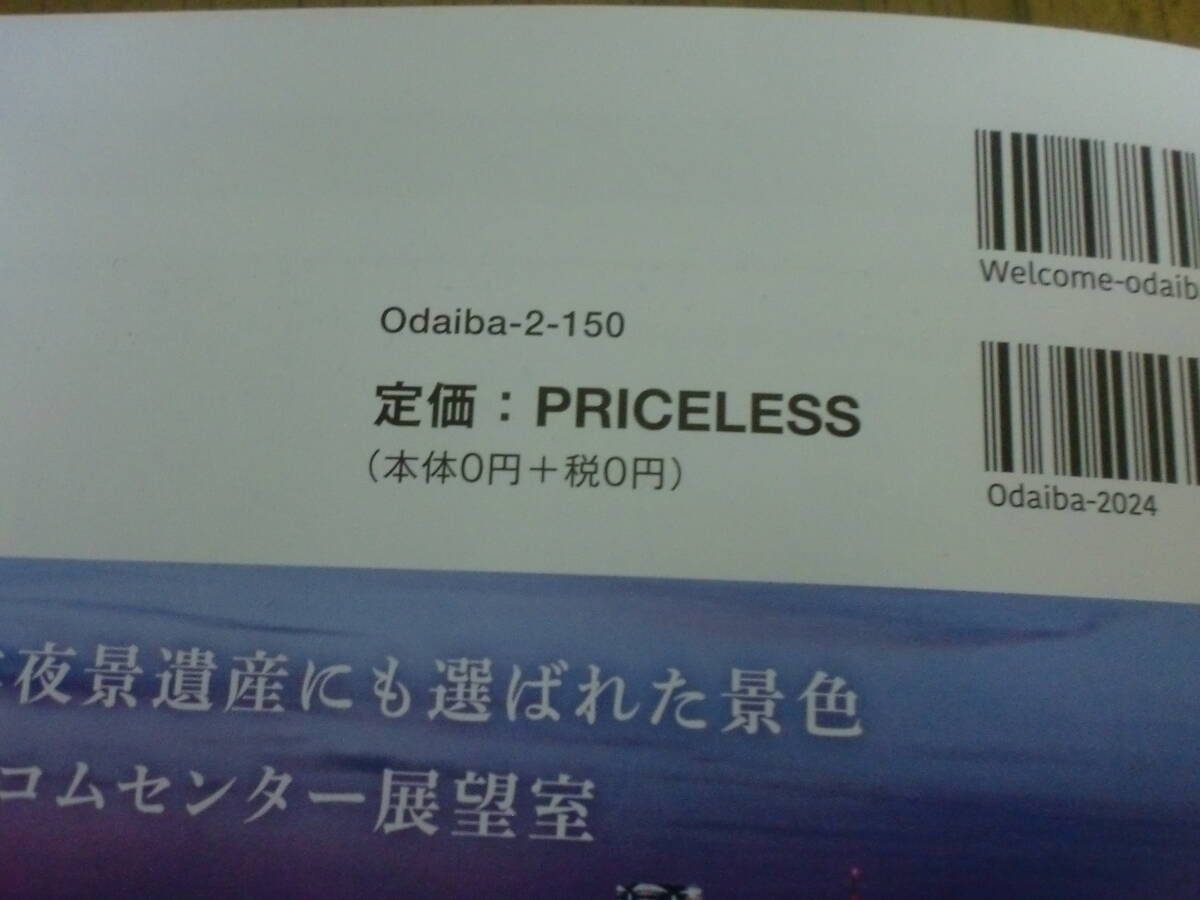 Welcome-odaib
Odaiba-2-150
定価：PRICELESS
（本体0円＋税0円）
Odaiba-2024
夜景遺産にも選ばれた景色
コムセンター展望室